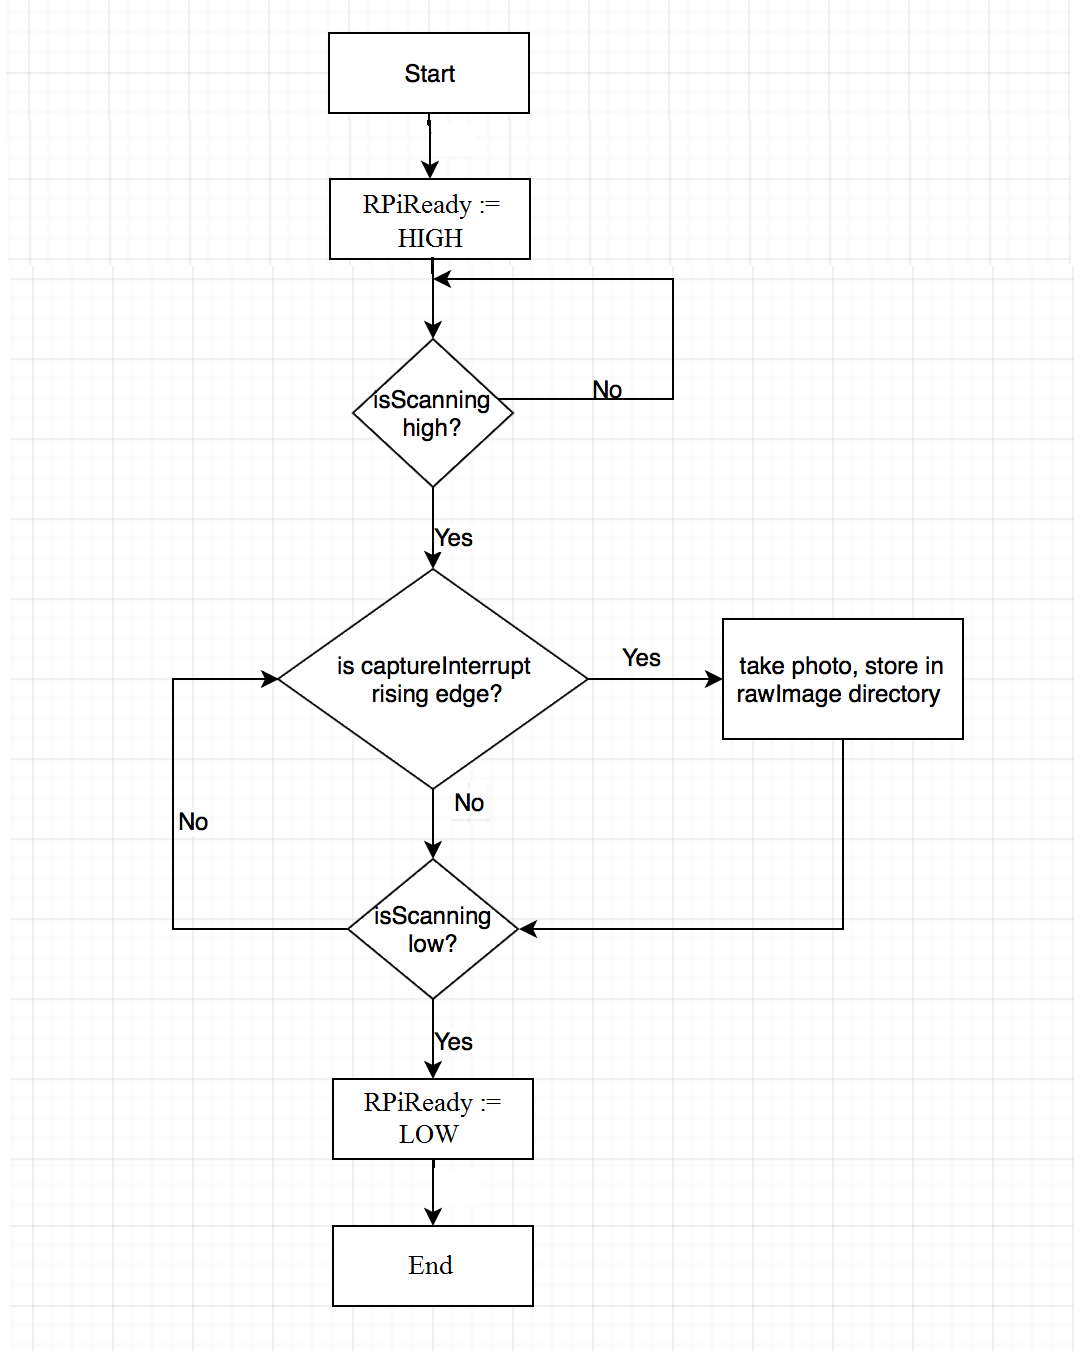 Start
RPiReady :=
HIGH
isScanning
high?
No
Yes
is captureInterrupt
rising edge?
Yes
take photo, store in
rawImage directory
No
No
isScanning
low?
Yes
RPiReady :=
LOW
End